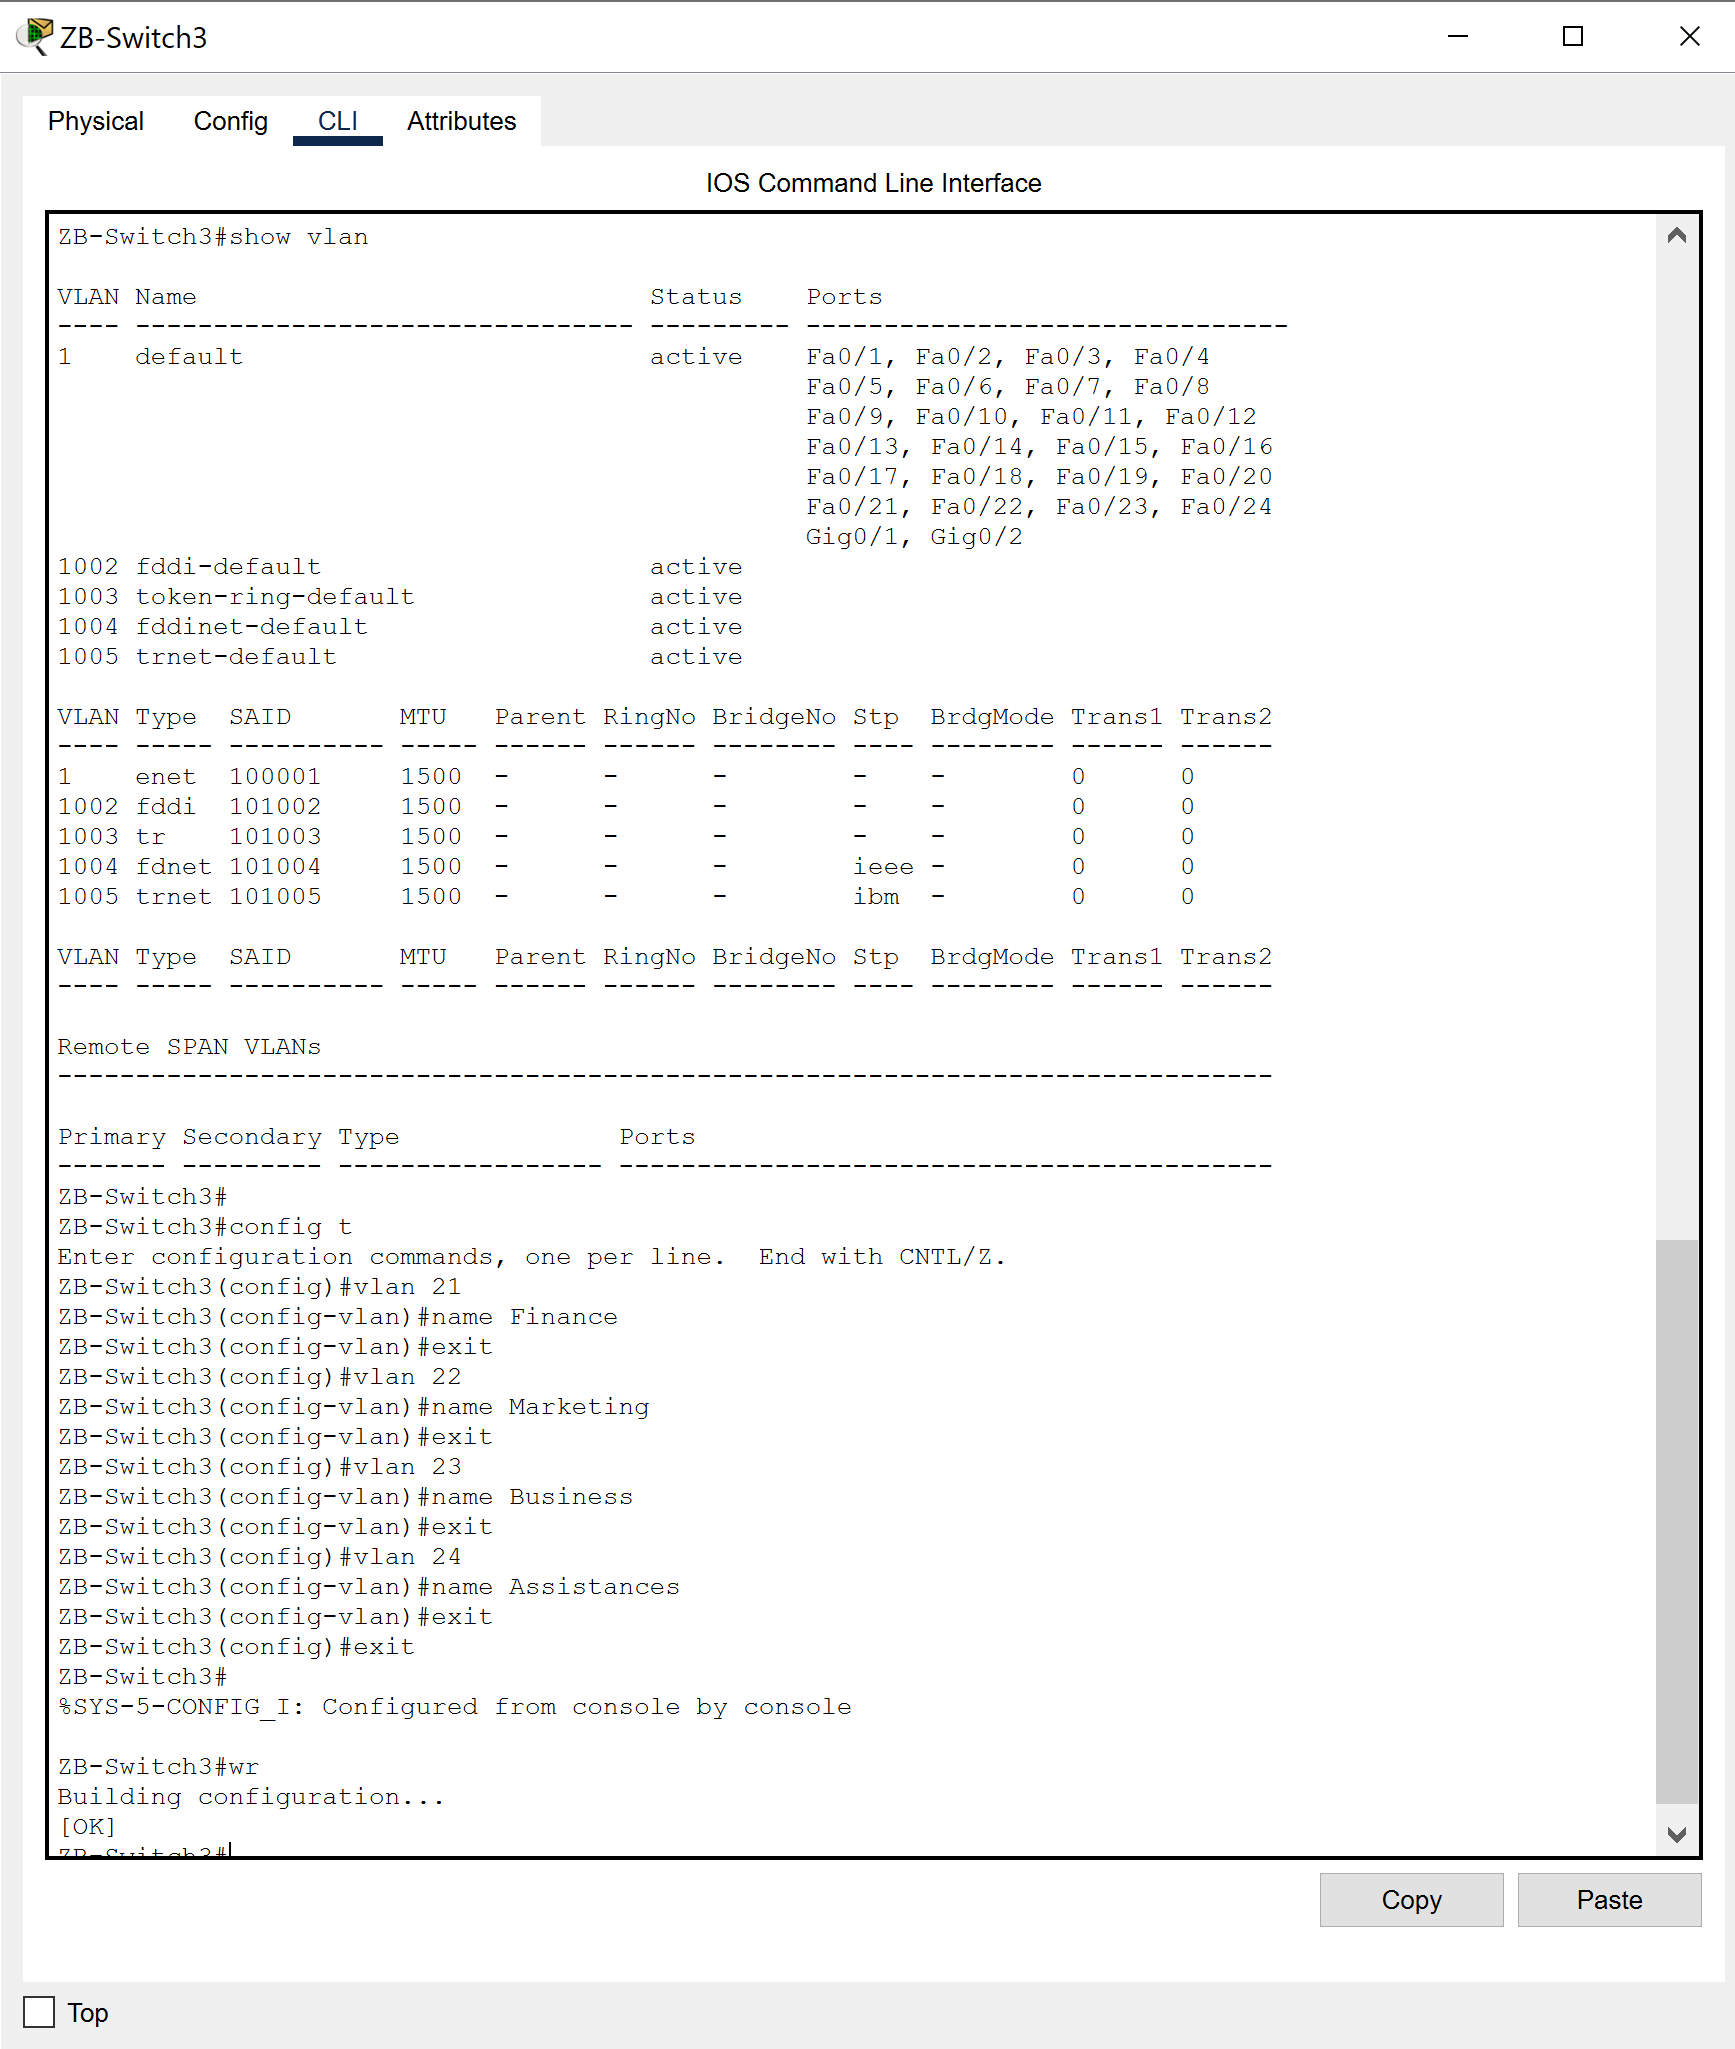 ZB-Switch3
Physical Config CLI Attributes
IOS Command Line Interface
ZB-Switch3#show vlan
VLAN Name                             Status    Ports
---- -------------------------------- --------- -------------------------------
1    default                          active    Fa0/1, Fa0/2, Fa0/3, Fa0/4
                                                Fa0/5, Fa0/6, Fa0/7, Fa0/8
                                                Fa0/9, Fa0/10, Fa0/11, Fa0/12
                                                Fa0/13, Fa0/14, Fa0/15, Fa0/16
                                                Fa0/17, Fa0/18, Fa0/19, Fa0/20
                                                Fa0/21, Fa0/22, Fa0/23, Fa0/24
                                                Gig0/1, Gig0/2
1002 fddi-default                     active
1003 token-ring-default               active
1004 fddinet-default                  active
1005 trnet-default                    active
VLAN Type  SAID       MTU   Parent RingNo BridgeNo Stp  BrdgMode Trans1 Trans2
---- ----- ---------- ----- ------ ------ -------- ---- -------- ------ ------
1    enet  100001     1500  -      -      -        -    -        0      0
1002 fddi  101002     1500  -      -      -        -    -        0      0
1003 tr    101003     1500  -      -      -        -    -        0      0
1004 fdnet 101004     1500  -      -      -        ieee -        0      0
1005 trnet 101005     1500  -      -      -        ibm  -        0      0
VLAN Type  SAID       MTU   Parent RingNo BridgeNo Stp  BrdgMode Trans1 Trans2
---- ----- ---------- ----- ------ ------ -------- ---- -------- ------ ------
Remote SPAN VLANs
------------------------------------------------------------------------------
Primary Secondary Type              Ports
------- --------- ----------------- ------------------------------------------
ZB-Switch3#
ZB-Switch3#config t
Enter configuration commands, one per line.  End with CNTL/Z.
ZB-Switch3(config)#vlan 21
ZB-Switch3(config-vlan)#name Finance
ZB-Switch3(config-vlan)#exit
ZB-Switch3(config)#vlan 22
ZB-Switch3(config-vlan)#name Marketing
ZB-Switch3(config-vlan)#exit
ZB-Switch3(config)#vlan 23
ZB-Switch3(config-vlan)#name Business
ZB-Switch3(config-vlan)#exit
ZB-Switch3(config)#vlan 24
ZB-Switch3(config-vlan)#name Assistances
ZB-Switch3(config-vlan)#exit
ZB-Switch3(config)#exit
ZB-Switch3#
%SYS-5-CONFIG_I: Configured from console by console
ZB-Switch3#wr
Building configuration...
[OK]
ZB-Switch3#
Copy Paste
Top